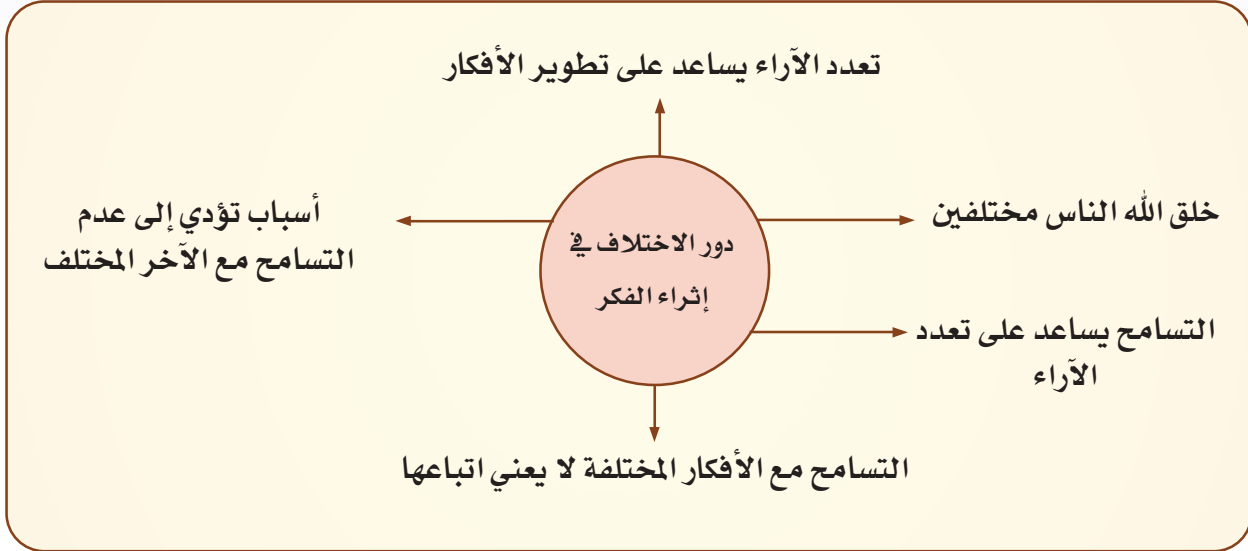 تعدد الآراء يساعد على تطوير الأفكار
خلق الله الناس مختلفين
أسباب تؤدي إلى عدم
التسامح مع الآخر المختلف
دور الاختلاف في
إثراء الفكر
التسامح يساعد على تعدد
الآراء
التسامح مع الأفكار المختلفة لا يعني اتباعها